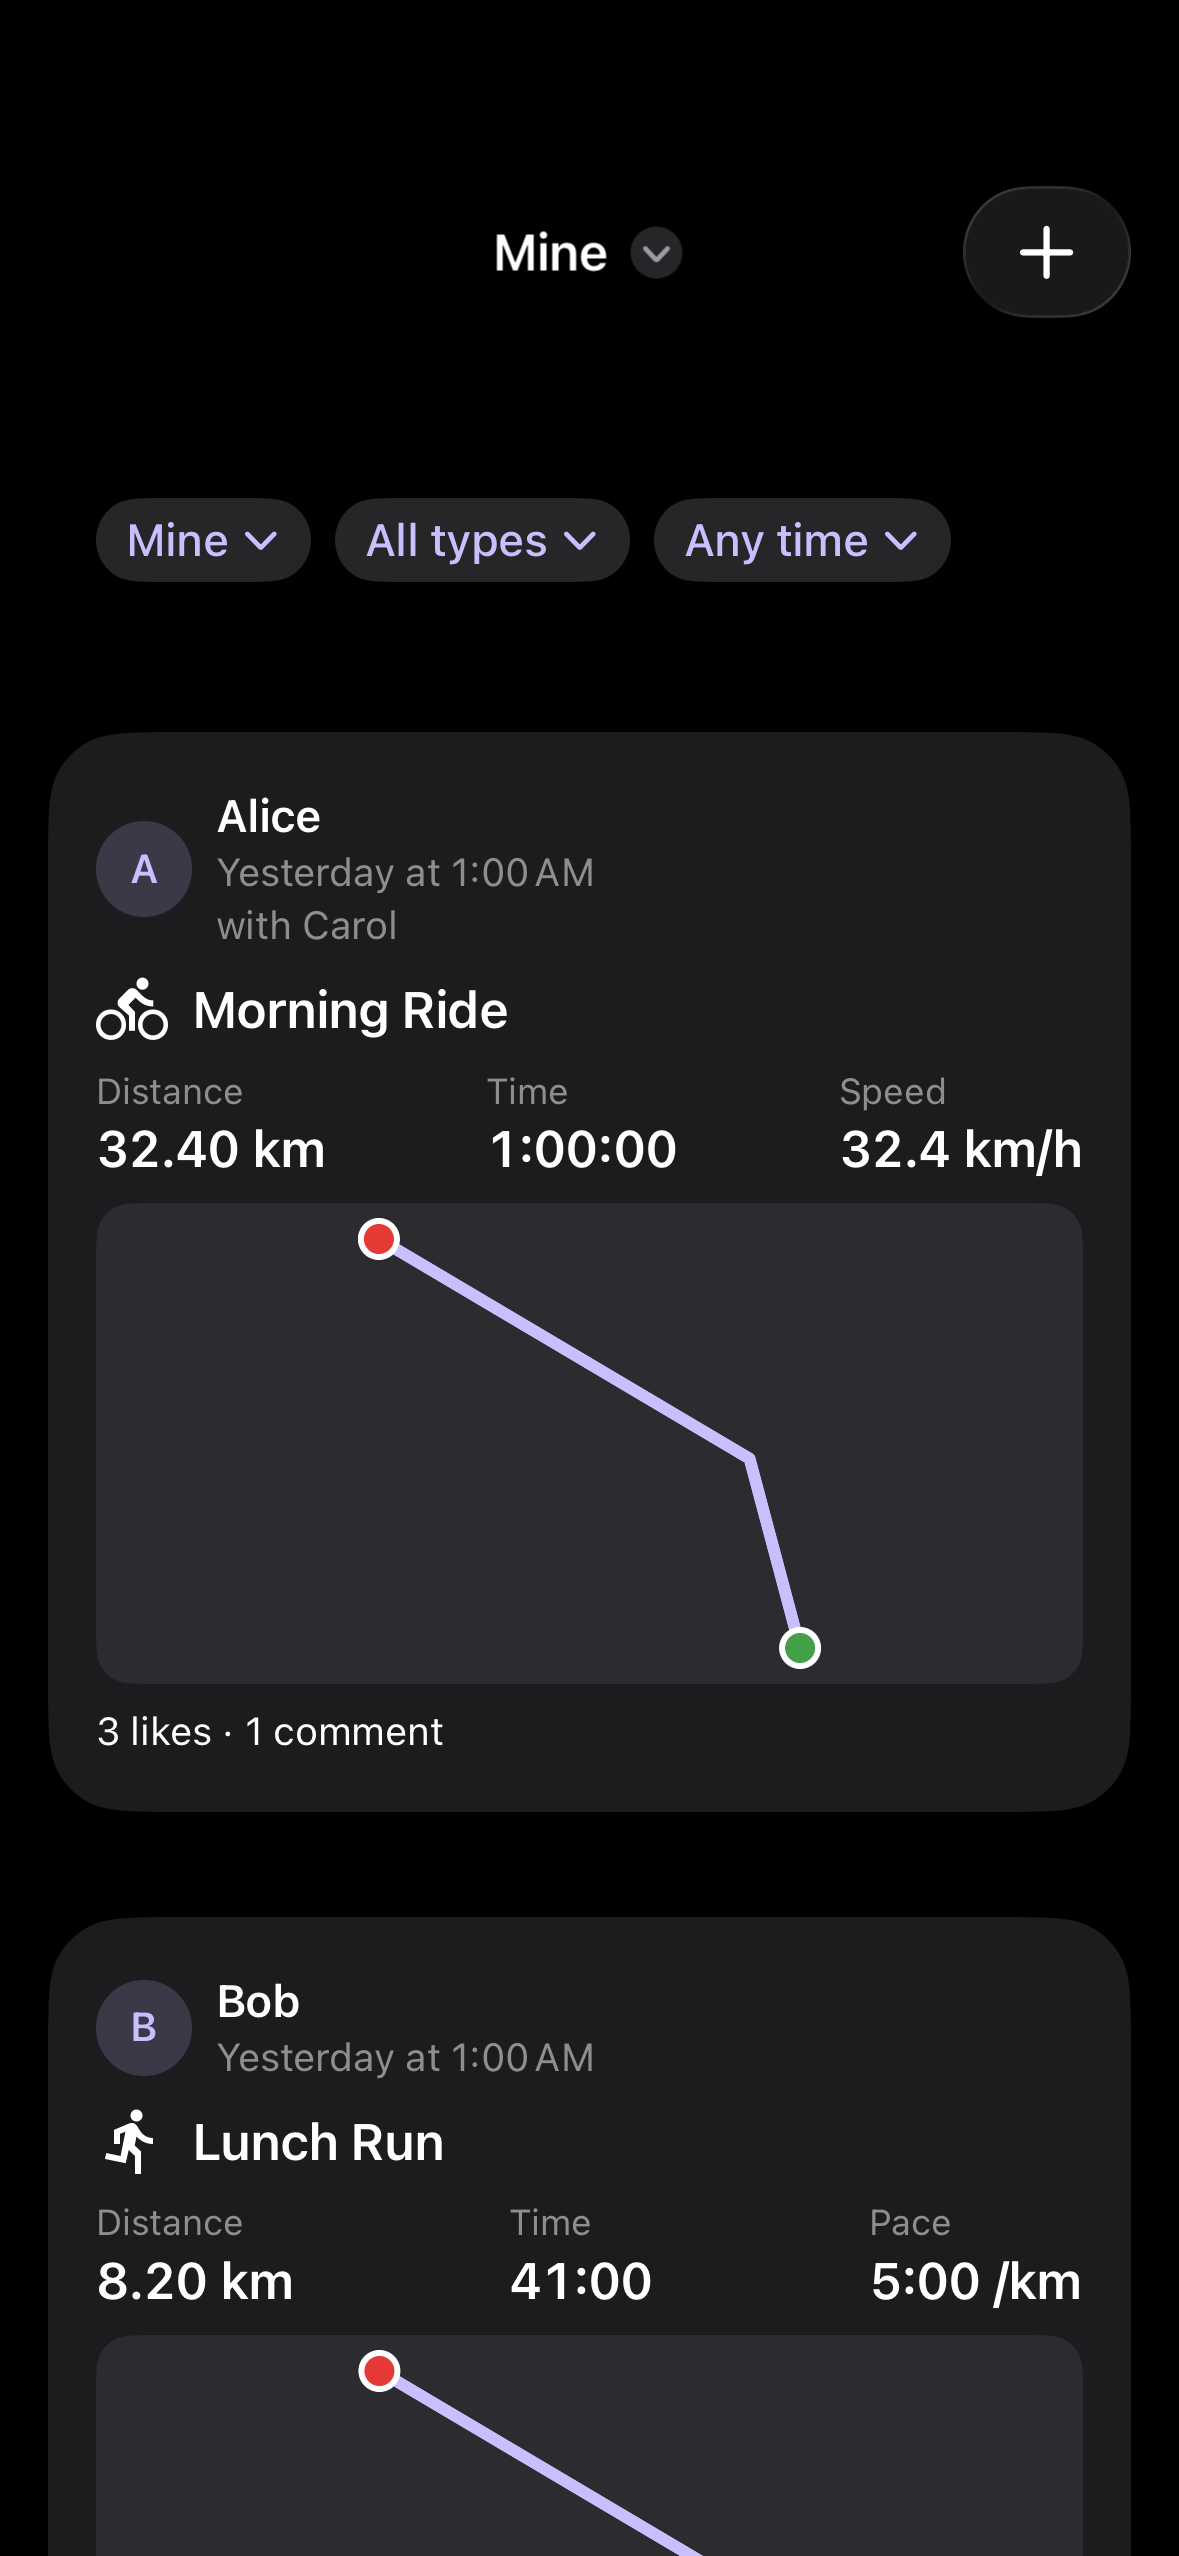 Mine
Mine
All types
Any time
Alice
A
Yesterday at 1:00 AM
with Carol
Morning Ride
Distance
Time
Speed
32.40 km
1:00:00
32.4 km/h
3 likes · 1 comment
Bob
B
Yesterday at 1:00 AM
Lunch Run
Distance
Time
Pace
8.20 km
41:00
5:00 /km